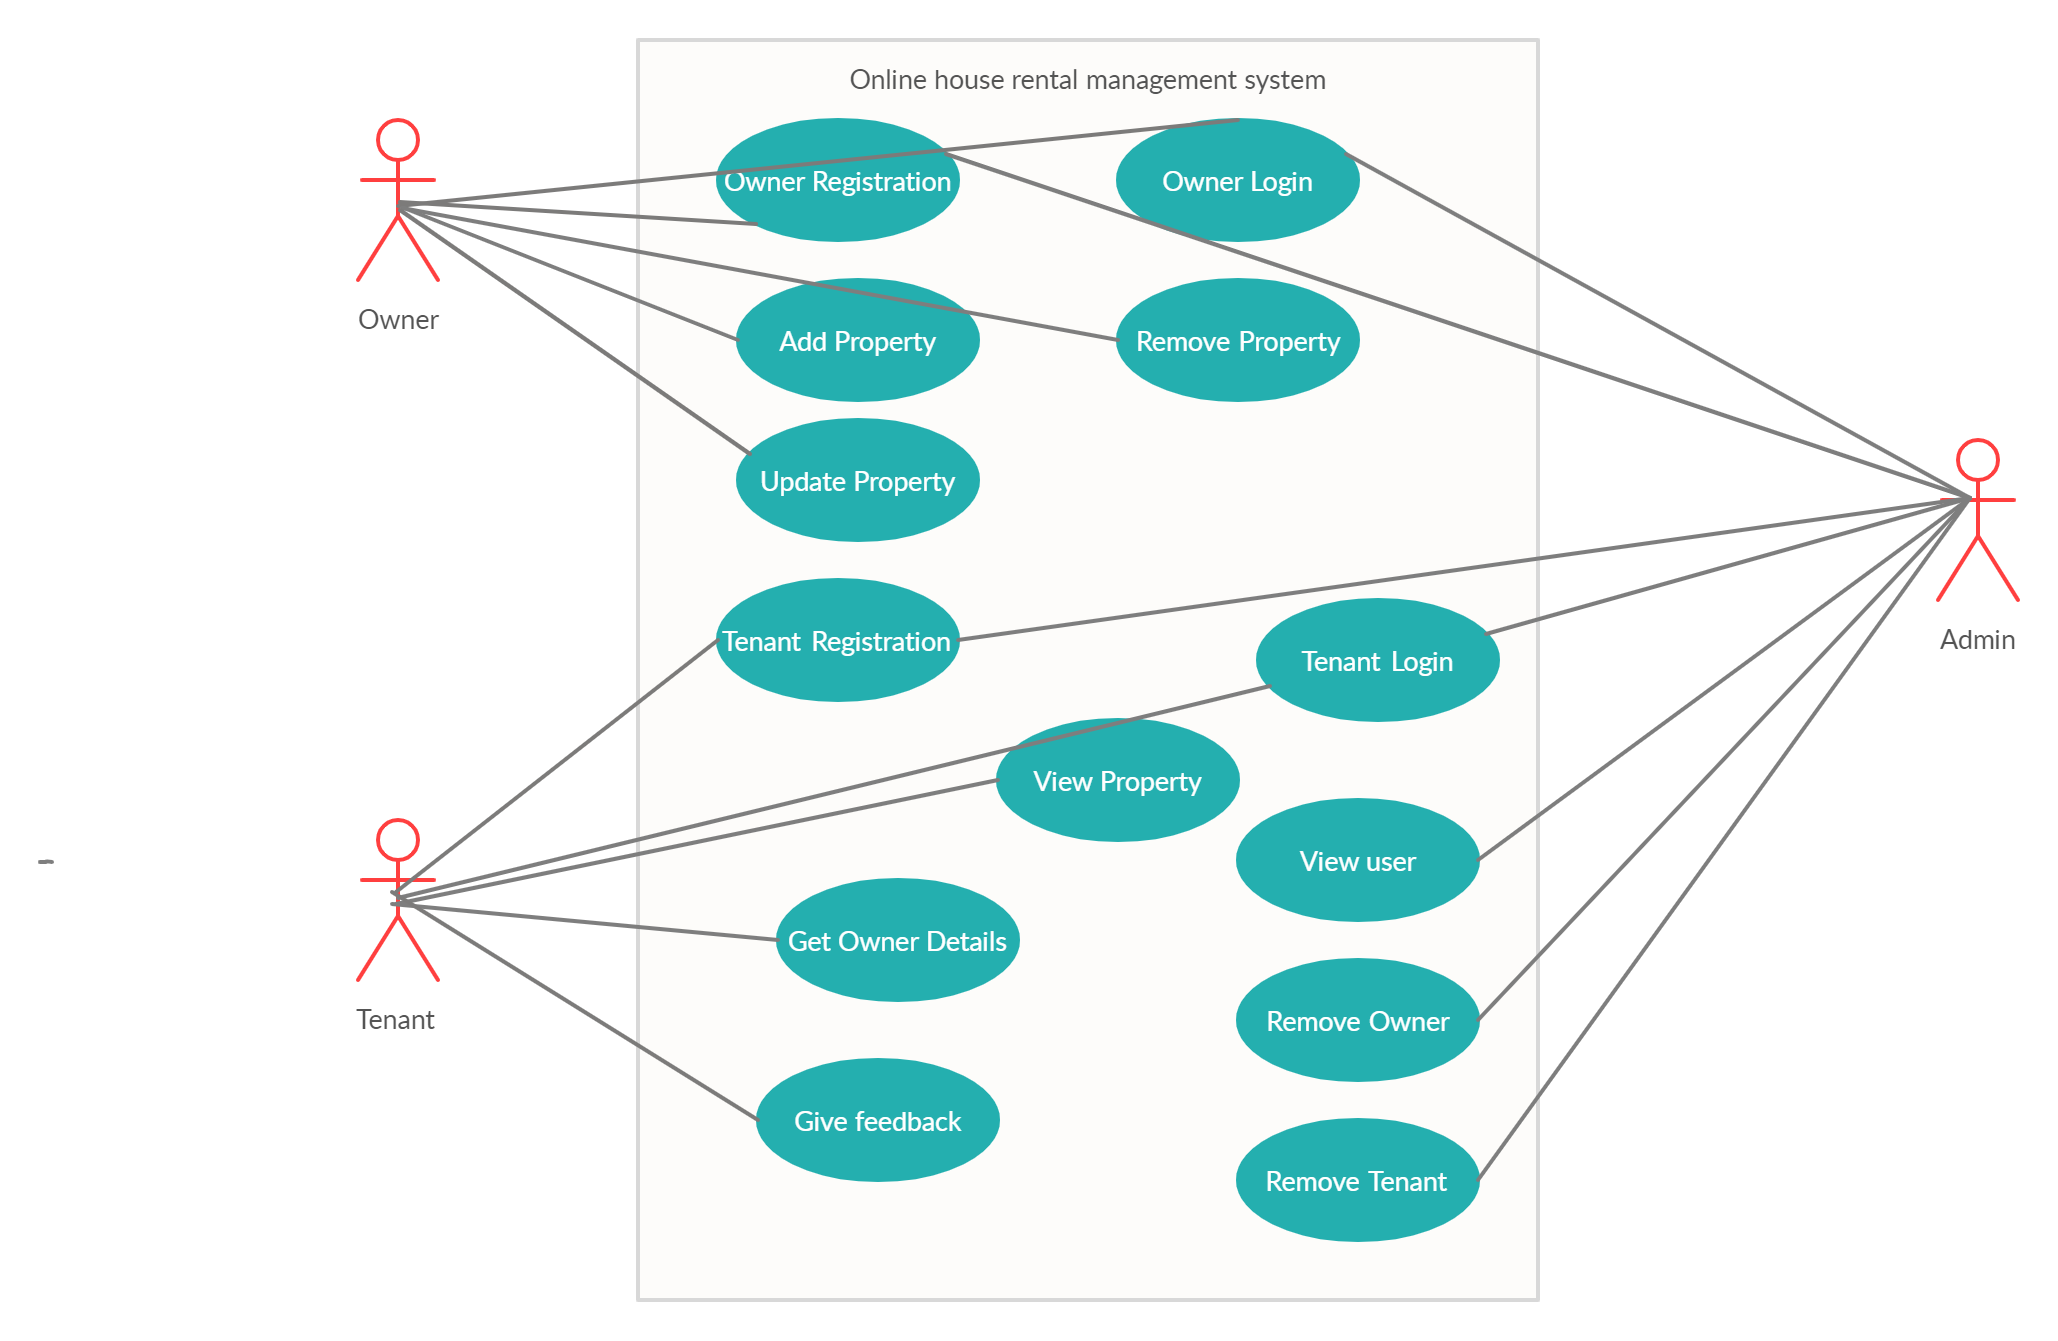 Online house rental management system
Owner Registration
Owner Login
Owner
Add Property
Remove Property
Update Property
Tenant Registration
Tenant Login
Admin
View Property
View user
Get Owner Details
Tenant
Remove Owner
Give feedback
Remove Tenant